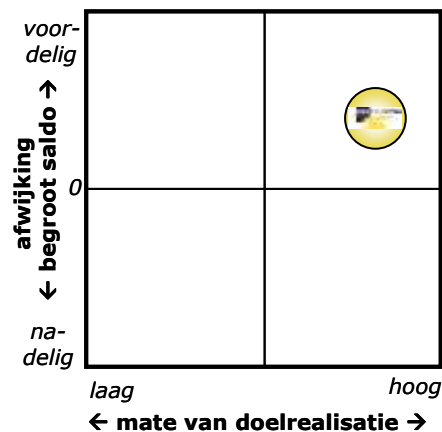 voor-
delig
afwijking
← begroot saldo →
0
na-
delig
laag
hoog
← mate van doelrealisatie →